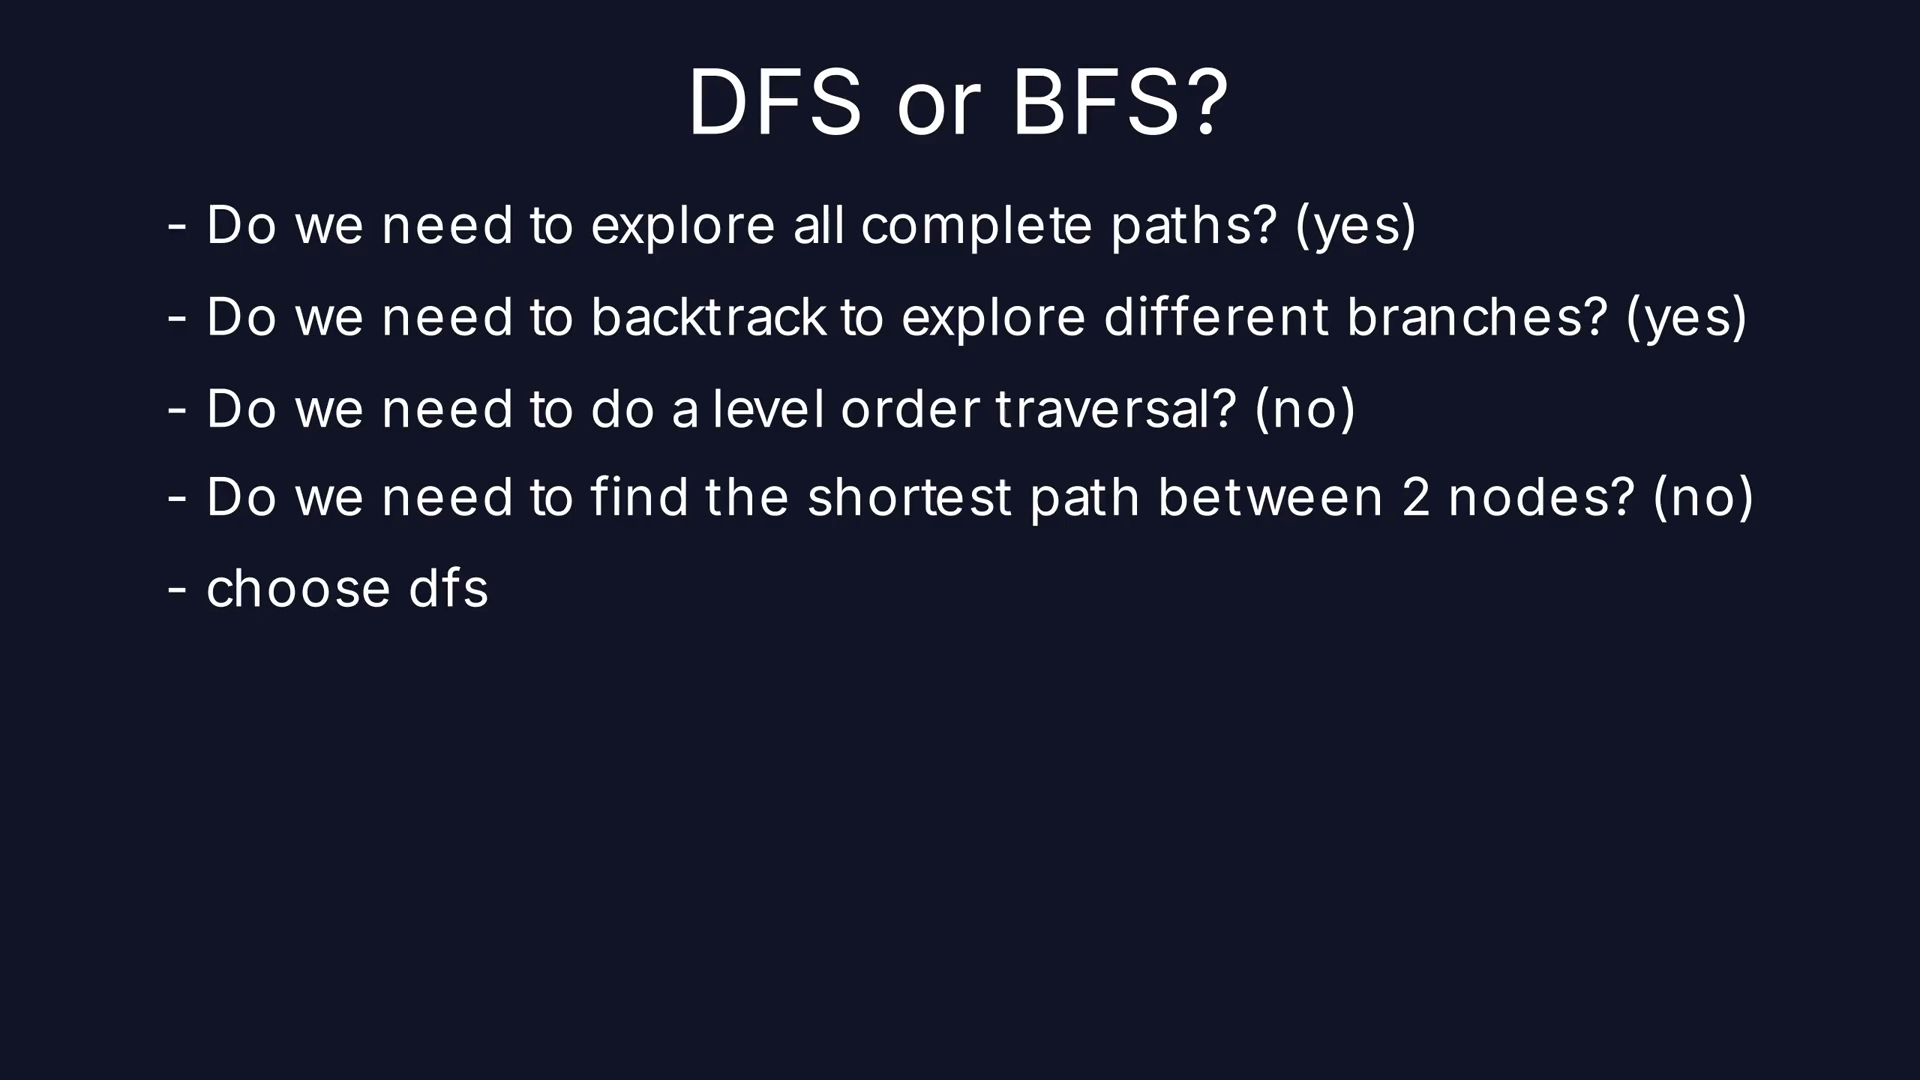 DFS or BFS?
- Do we need to explore all complete paths? (yes)
- Do we need to backtrack to explore different branches? (yes)
- Do we need to do a level order traversal? (no)
- Do we need to find the shortest path between 2 nodes? (no)
- choose dfs